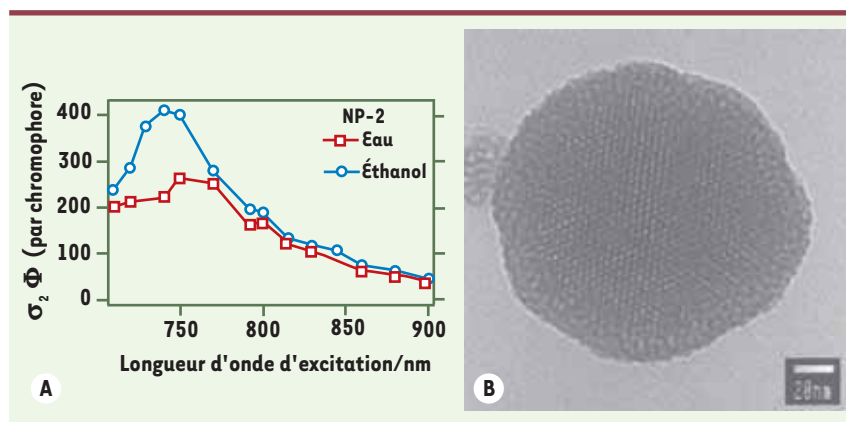 σ₂ Φ (par chromophore)
400
300
200
100
0
NP-2
Eau
Éthanol
750
800
850
900
Longueur d'onde d'excitation/nm
A
B
20nm